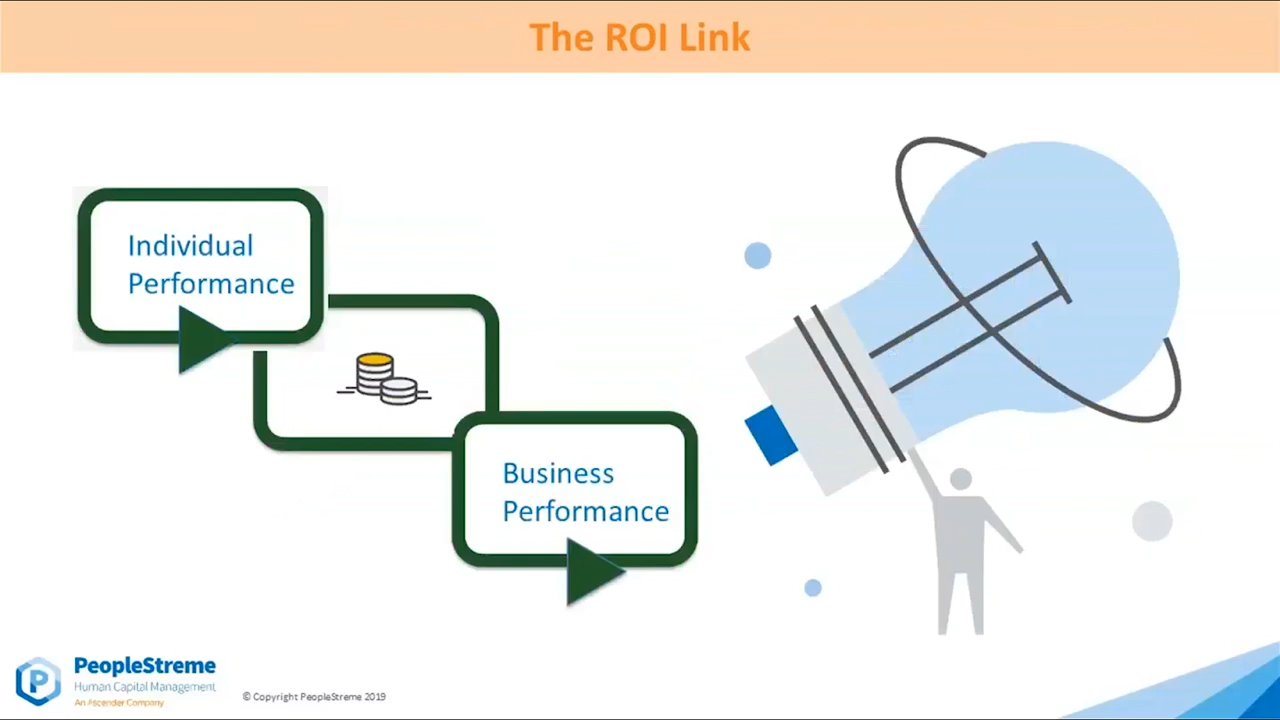 The ROI Link
Individual
Performance
Business
Performance
P
PeopleStreme
Human Capital Management
An Ascender Company
© Copyright PeopleStreme 2019